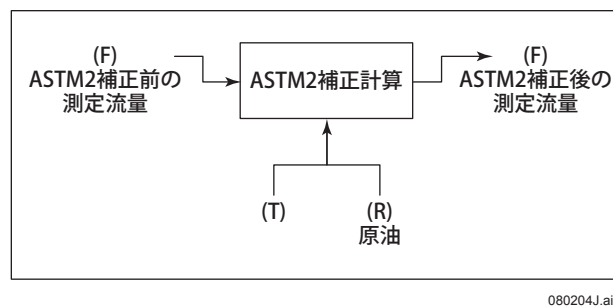 (F)
ASTM2補正前の
測定流量
ASTM2補正計算
(F)
ASTM2補正後の
測定流量
(T)
(R)
原油
080204J.ai